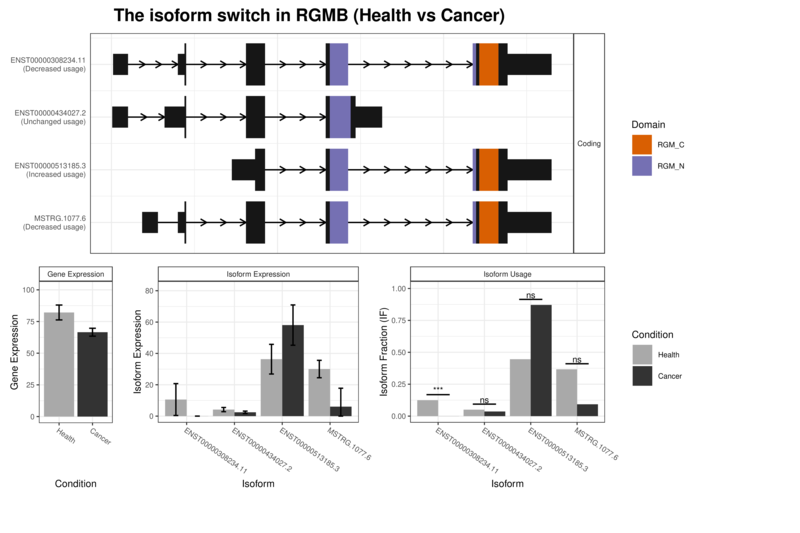 The isoform switch in RGMB (Health vs Cancer)
ENST00000308234.11
(Decreased usage)
ENST00000434027.2
(Unchanged usage)
ENST00000513185.3
(Increased usage)
MSTRG.1077.6
(Decreased usage)
Coding
Domain
RGM_C
RGM_N
Gene Expression
Gene Expression
100
75
50
25
0
Health
Cancer
Condition
Isoform Expression
Isoform Expression
80
60
40
20
0
ENST00000308234.11
ENST00000434027.2
ENST00000513185.3
MSTRG.1077.6
Isoform
Isoform Usage
Isoform Fraction (IF)
1.00
0.75
0.50
0.25
0.00
***
ns
ns
ns
ENST00000308234.11
ENST00000434027.2
ENST00000513185.3
MSTRG.1077.6
Isoform
Condition
Health
Cancer